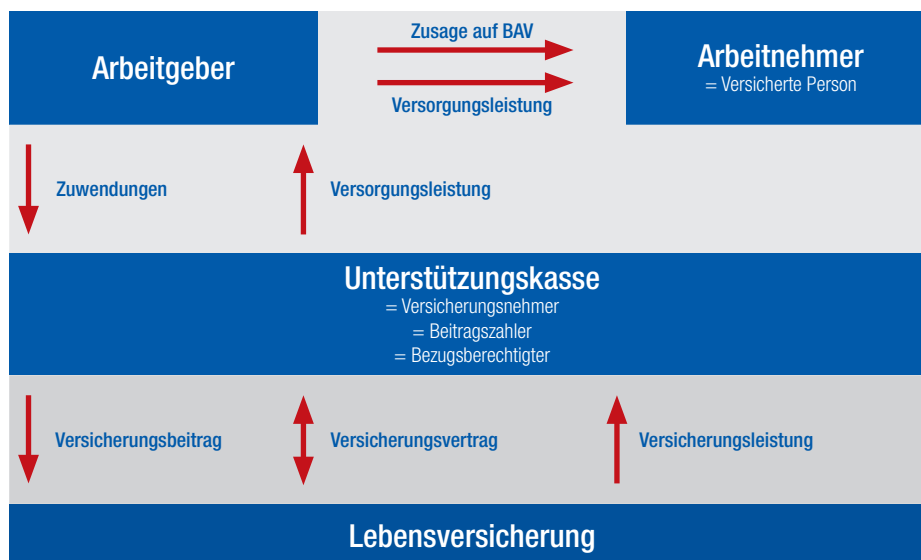 Arbeitgeber
Zusage auf BAV
Versorgungsleistung
Arbeitnehmer
= Versicherte Person
Zuwendungen
Versorgungsleistung
Unterstützungskasse
= Versicherungsnehmer
= Beitragszahler
= Bezugsberechtigter
Versicherungsbeitrag
Versicherungsvertrag
Versicherungsleistung
Lebensversicherung